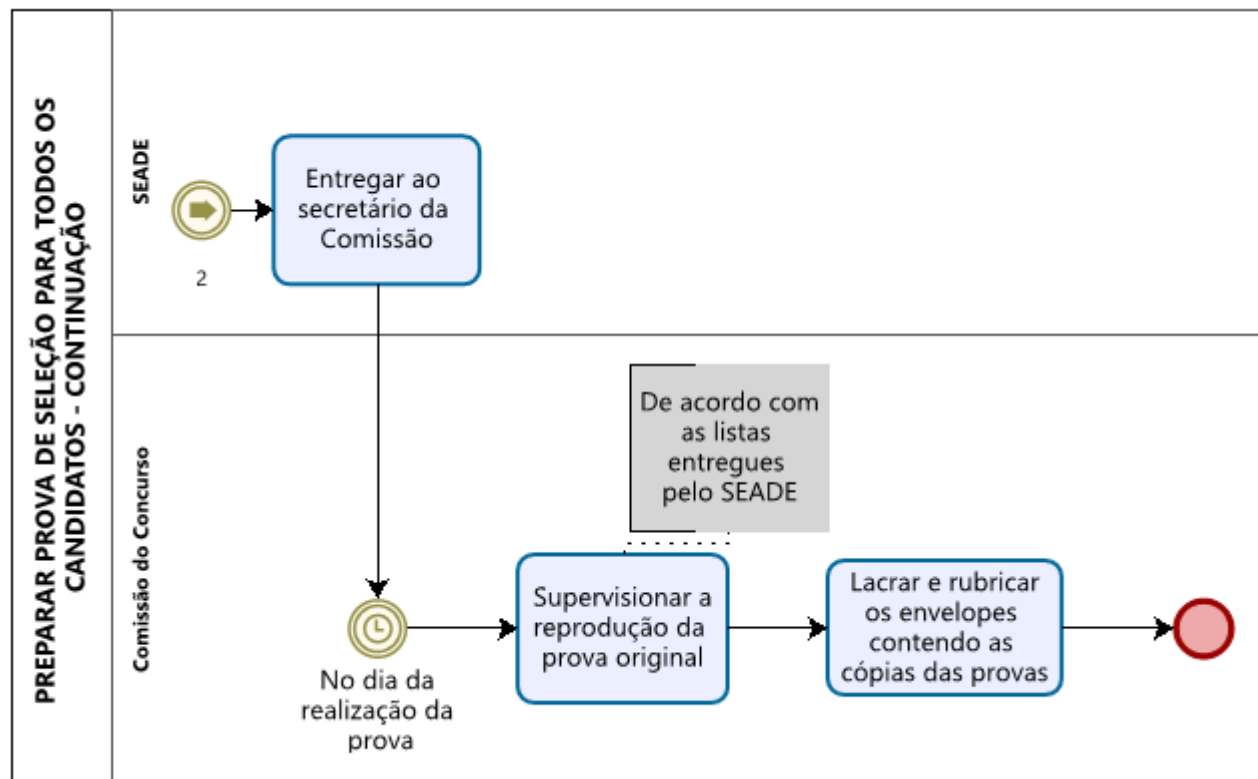 PREPARAR PROVA DE SELEÇÃO PARA TODOS OS
CANDIDATOS - CONTINUAÇÃO
SEADE
2
Entregar ao
secretário da
Comissão
Comissão do Concurso
No dia da
realização da
prova
De acordo com
as listas
entregues
pelo SEADE
Supervisionar a
reprodução da
prova original
Lacrar e rubricar
os envelopes
contendo as
cópias das provas